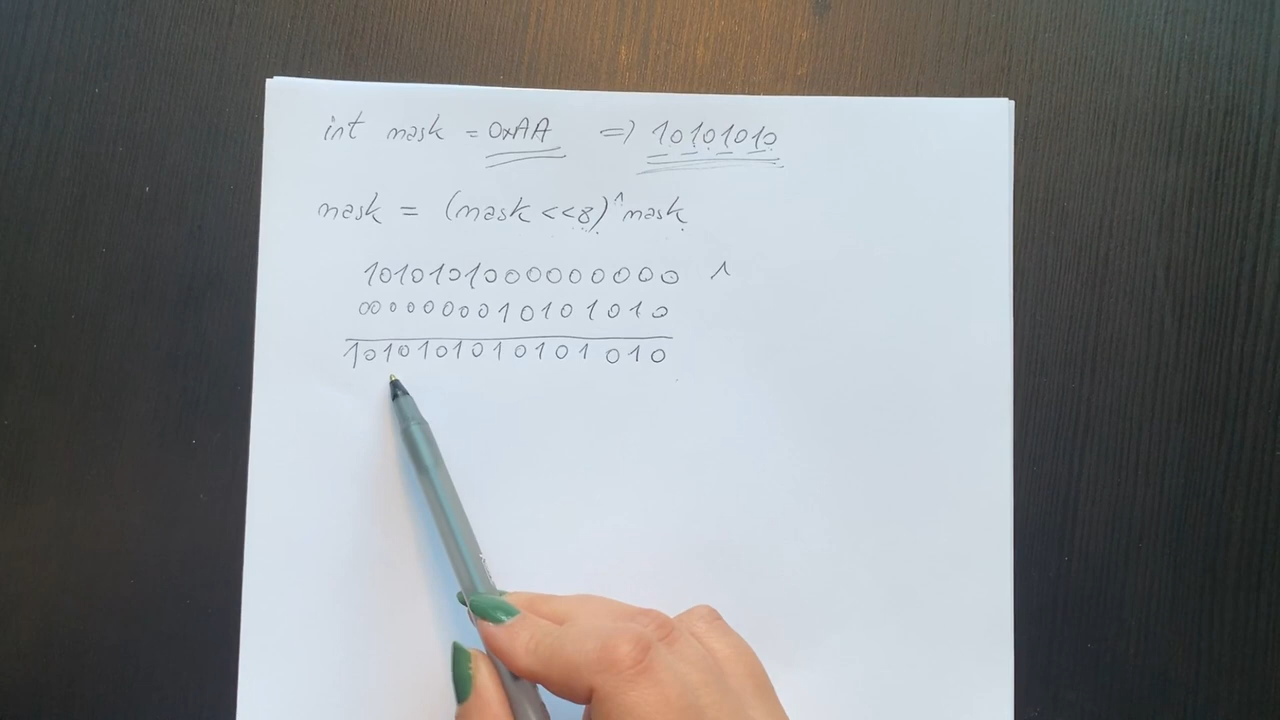 int mask = 0xAA => 10101010
mask = (mask <<8)^mask
1010101000000000 ^
0000000010101010
1010101010101010